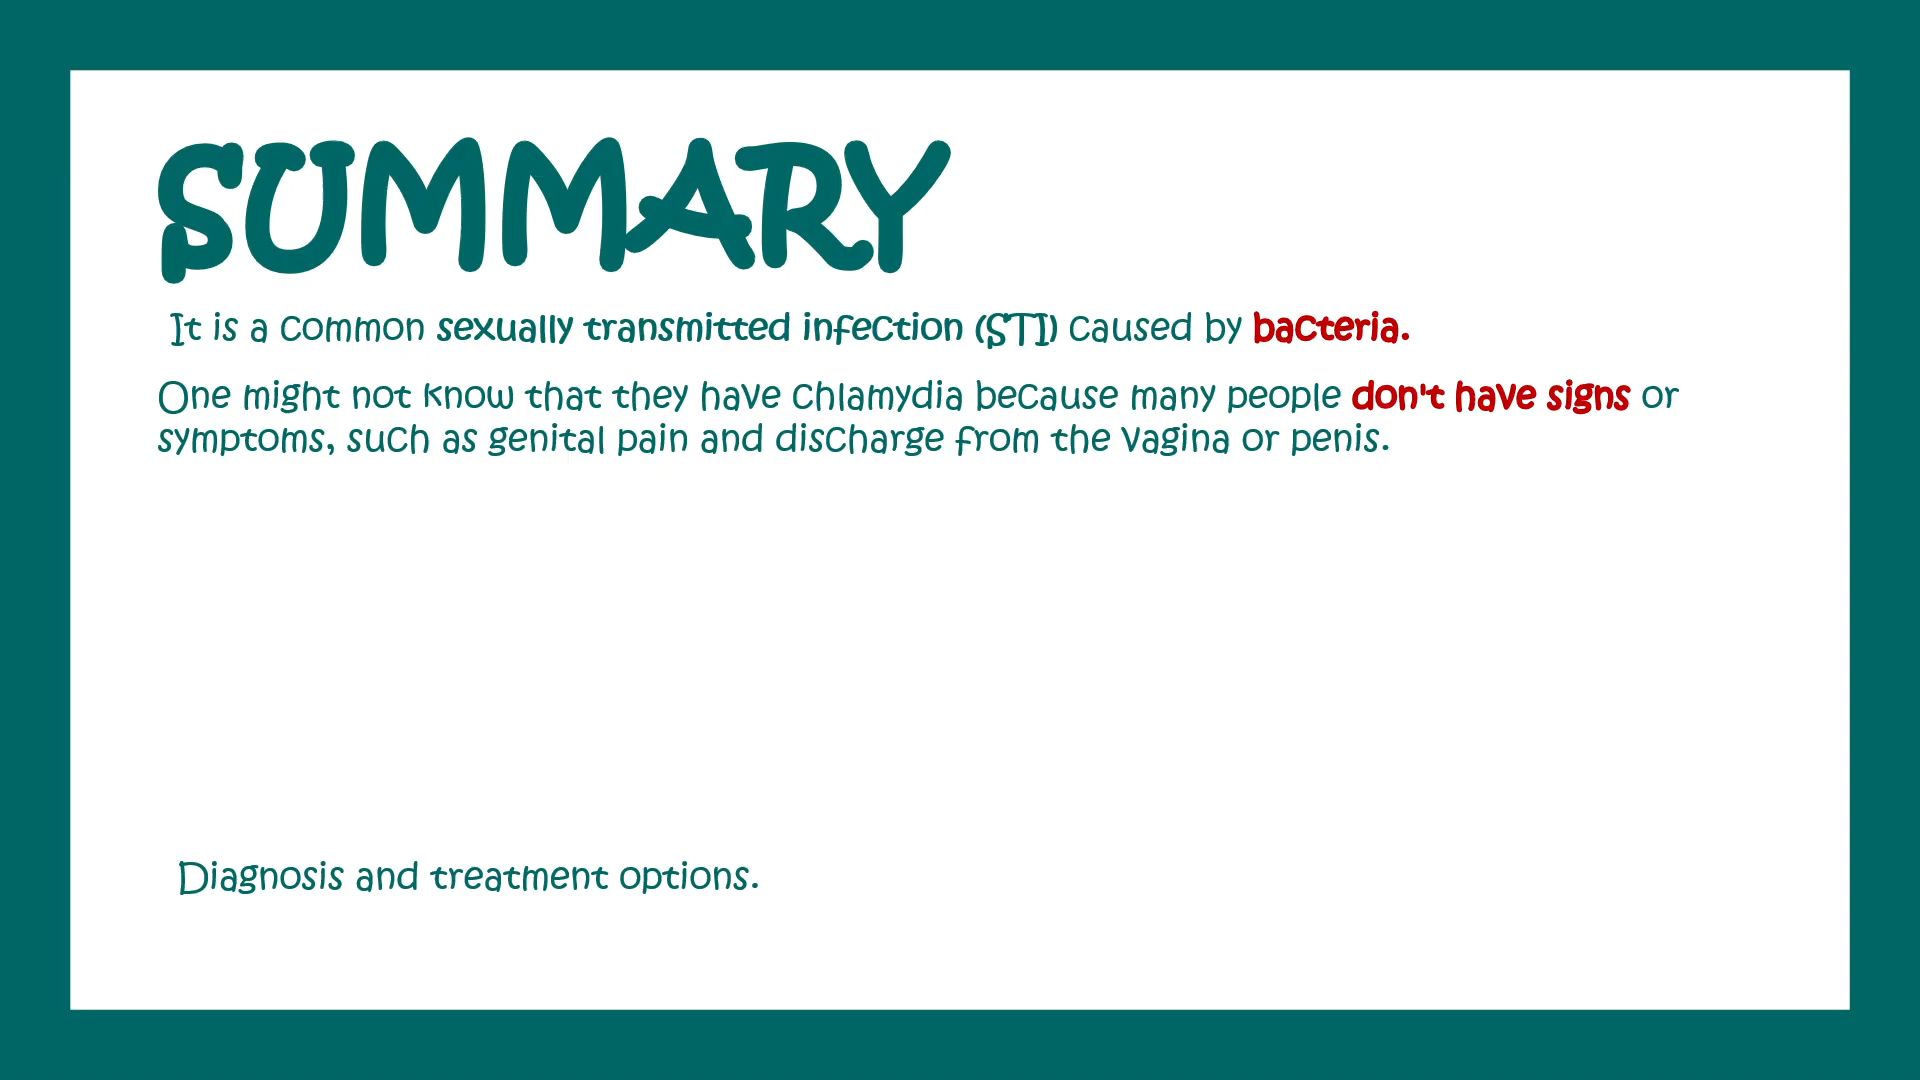 SUMMARY
It is a common sexually transmitted infection (STI) caused by bacteria.
One might not know that they have chlamydia because many people don't have signs or
symptoms, such as genital pain and discharge from the vagina or penis.
Diagnosis and treatment options.